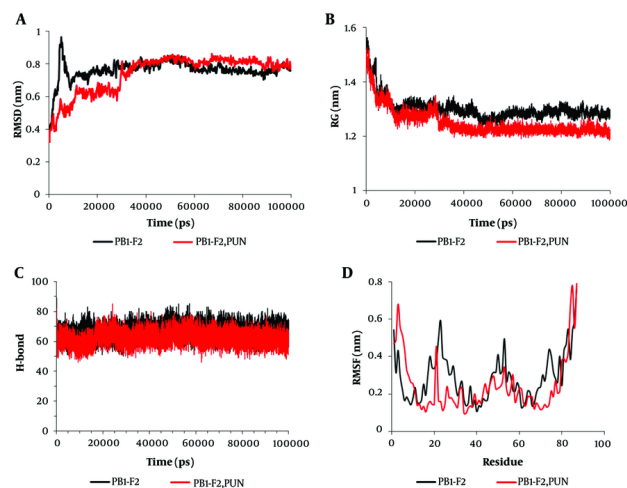 A
1
0.8
0.6
0.4
0.2
0
RMSD (nm)
0 20000 40000 60000 80000 100000
Time (ps)
PB1-F2 PB1-F2,PUN
B
1.6
1.4
1.2
1
RG (nm)
0 20000 40000 60000 80000 100000
Time (ps)
PB1-F2 PB1-F2,PUN
C
100
80
60
40
20
0
H-bond
0 20000 40000 60000 80000 100000
Time (ps)
PB1-F2 PB1-F2,PUN
D
0.8
0.6
0.4
0.2
0
RMSF (nm)
0 20 40 60 80 100
Residue
PB1-F2 PB1-F2,PUN